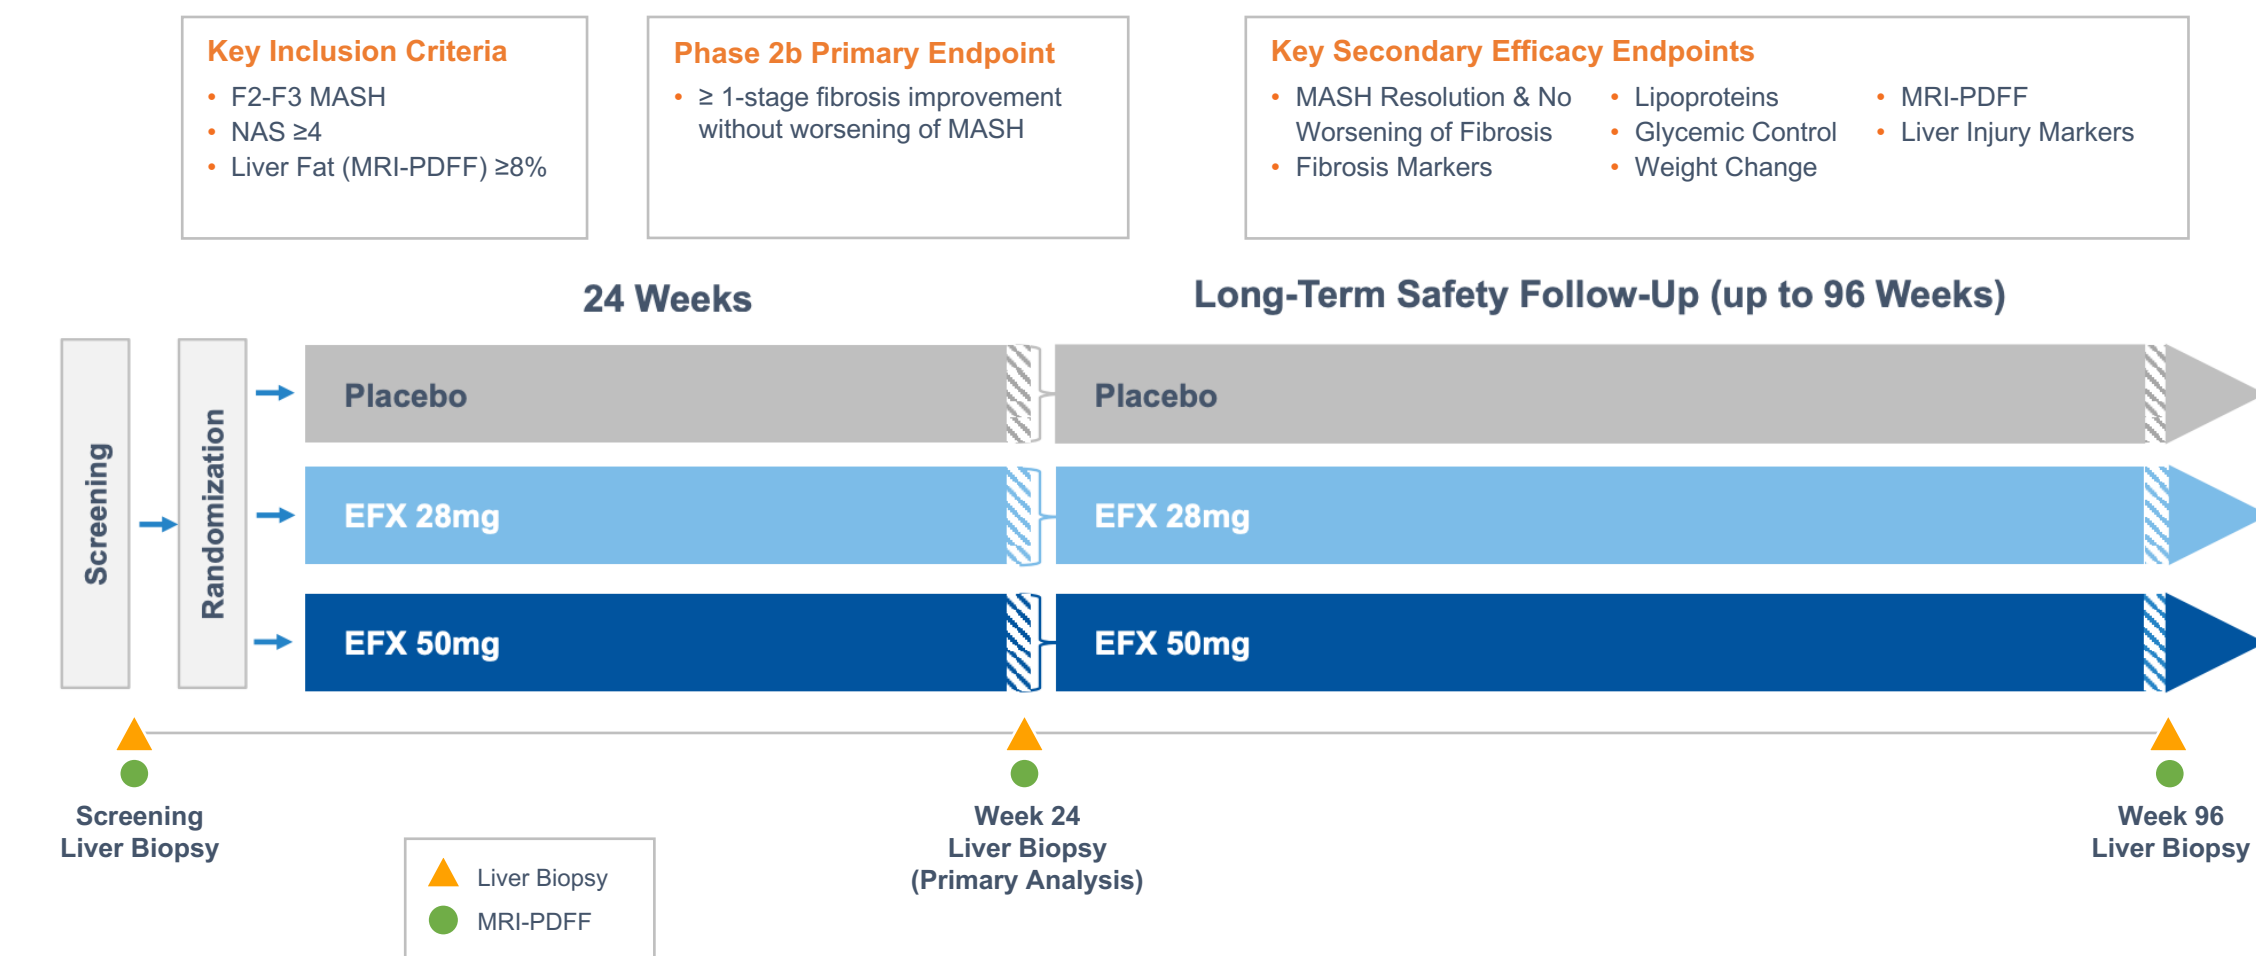 Key Inclusion Criteria
• F2-F3 MASH
• NAS ≥4
• Liver Fat (MRI-PDFF) ≥8%
Phase 2b Primary Endpoint
• ≥ 1-stage fibrosis improvement
without worsening of MASH
Key Secondary Efficacy Endpoints
• MASH Resolution & No
Worsening of Fibrosis
• Fibrosis Markers
• Lipoproteins
• Glycemic Control
• Weight Change
• MRI-PDFF
• Liver Injury Markers
24 Weeks
Long-Term Safety Follow-Up (up to 96 Weeks)
Screening
Randomization
Placebo
Placebo
EFX 28mg
EFX 28mg
EFX 50mg
EFX 50mg
Screening
Liver Biopsy
Week 24
Liver Biopsy
(Primary Analysis)
Week 96
Liver Biopsy
Liver Biopsy
MRI-PDFF